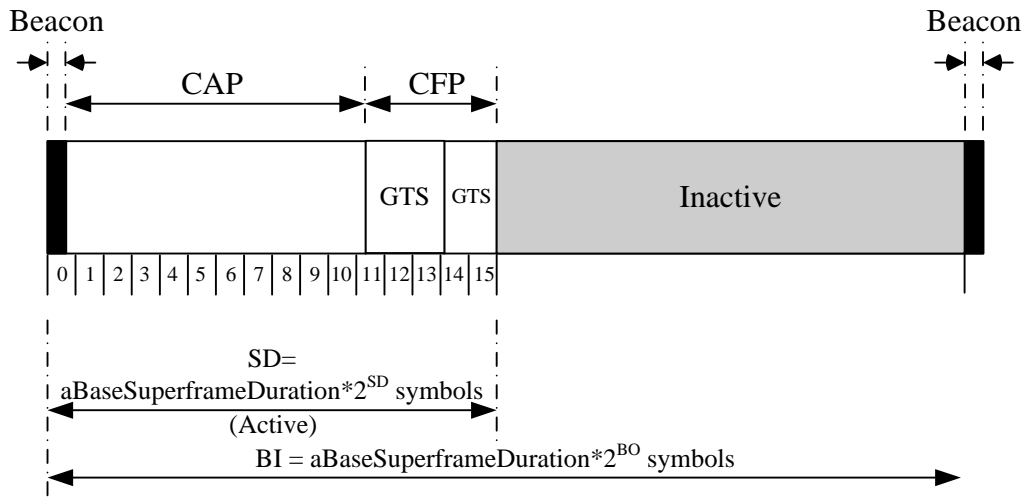 Beacon Beacon
CAP CFP
GTS GTS Inactive
0 1 2 3 4 5 6 7 8 9 10 11 12 13 14 15
SD=
aBaseSuperframeDuration*2^SD symbols
(Active)
BI = aBaseSuperframeDuration*2^BO symbols